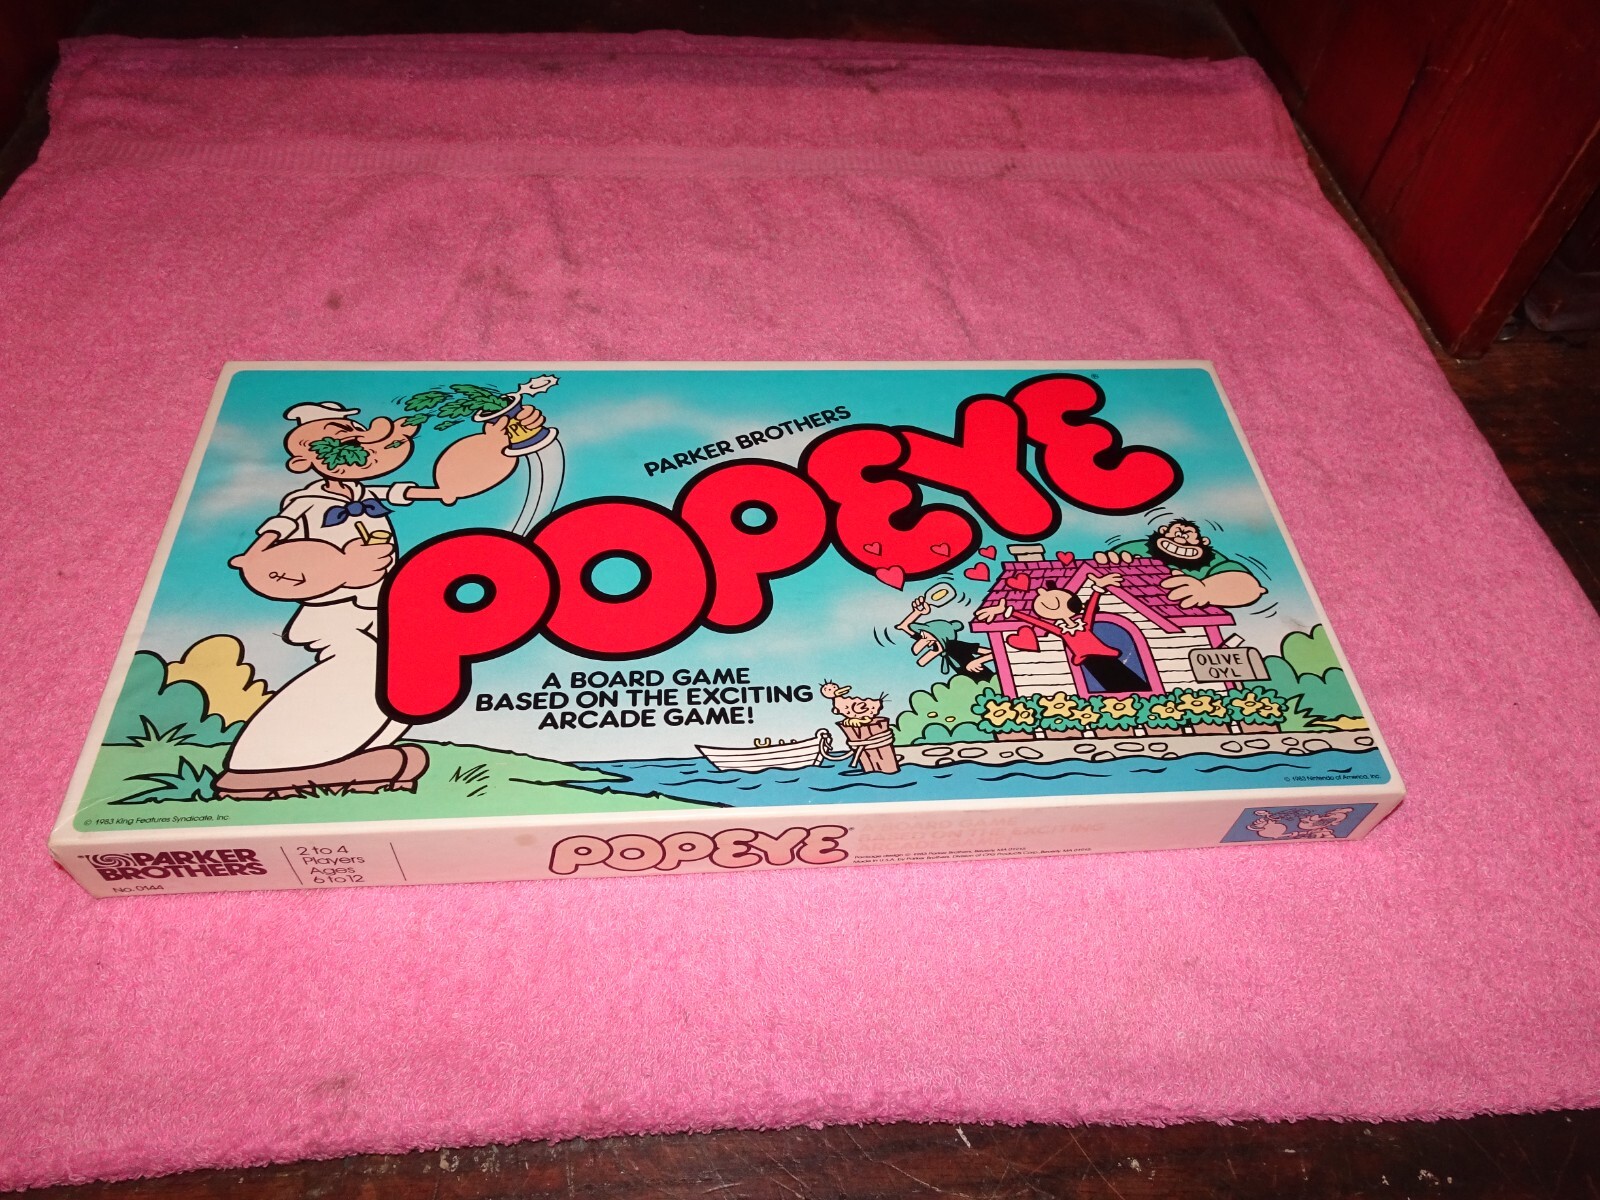 PARKER BROTHERS
POPEYE
A BOARD GAME
BASED ON THE EXCITING
ARCADE GAME!
OLIVE
OYL
© 1983 King Features Syndicate, Inc.
© 1983 Nintendo of America, Inc.
PARKER
BROTHERS
No. 0144
2 to 4
Players
Ages
6 to 12
POPEYE